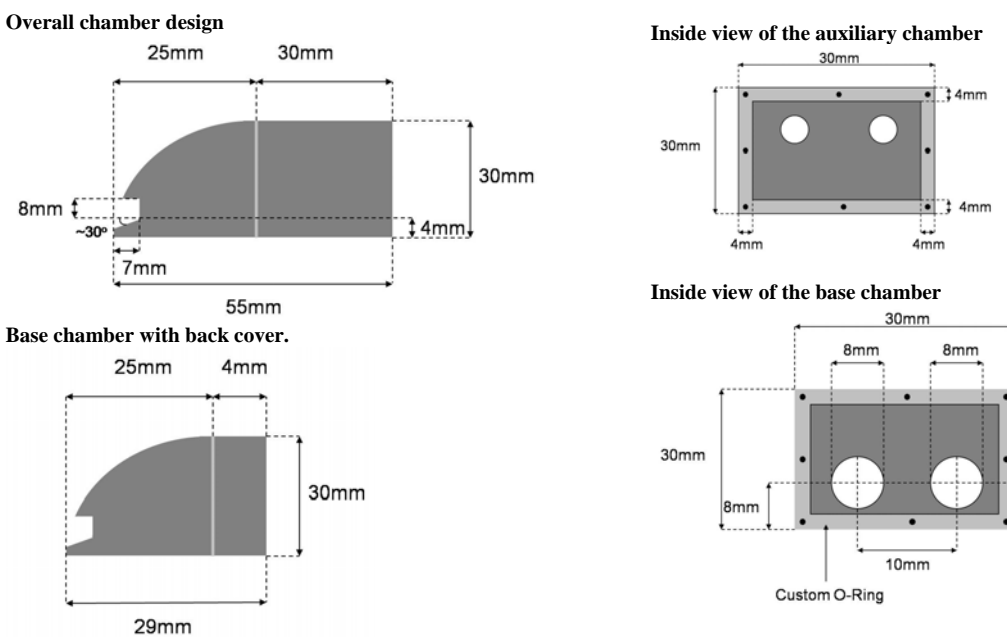 Overall chamber design
25mm
30mm
8mm
~30º
7mm
4mm
30mm
55mm
Base chamber with back cover.
25mm
4mm
30mm
29mm
Inside view of the auxiliary chamber
30mm
4mm
30mm
4mm
4mm
4mm
Inside view of the base chamber
30mm
8mm
8mm
30mm
8mm
10mm
Custom O-Ring